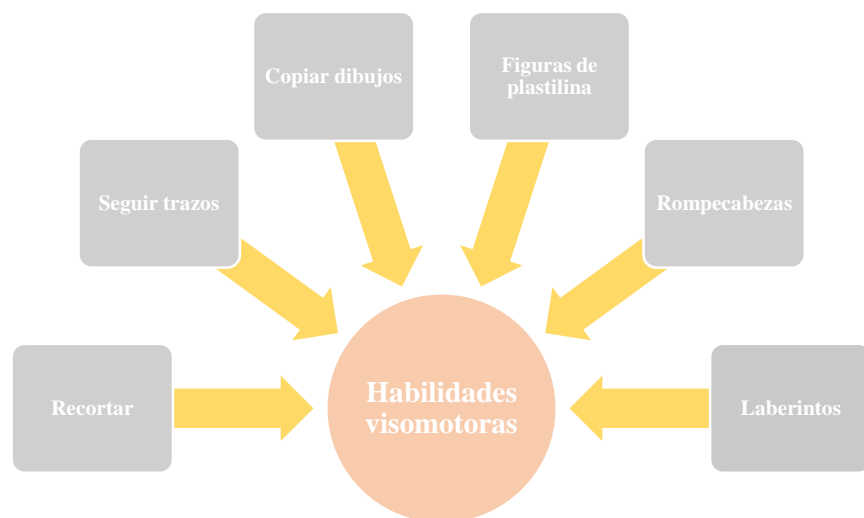 Copiar dibujos
Figuras de
plastilina
Seguir trazos
Rompecabezas
Recortar
Habilidades
visomotoras
Laberintos